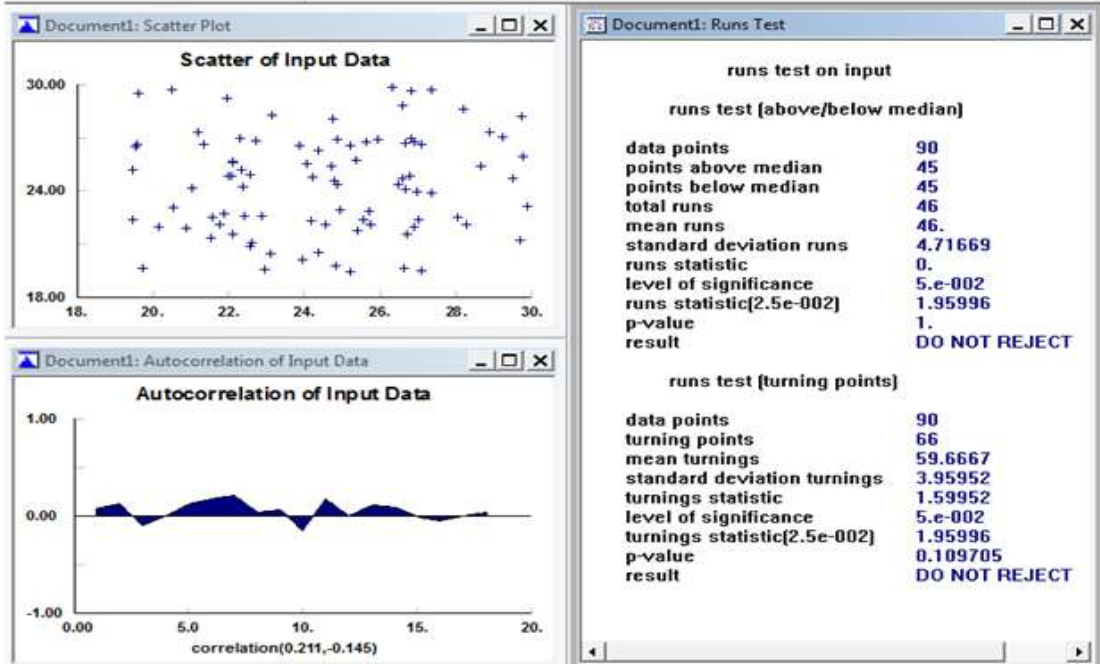 Document1: Scatter Plot
Scatter of Input Data
30.00
24.00
18.00
18. 20. 22. 24. 26. 28. 30.
Document1: Autocorrelation of Input Data
Autocorrelation of Input Data
1.00
0.00
-1.00
0.00 5.0 10. 15. 20.
correlation(0.211,-0.145)
Document1: Runs Test
runs test on input
runs test (above/below median)
data points 90
points above median 45
points below median 45
total runs 46
mean runs 46.
standard deviation runs 4.71669
runs statistic 0.
level of significance 5.e-002
runs statistic(2.5e-002) 1.95996
p-value 1.
result DO NOT REJECT
runs test (turning points)
data points 90
turning points 66
mean turnings 59.6667
standard deviation turnings 3.95952
turnings statistic 1.59952
level of significance 5.e-002
turnings statistic(2.5e-002) 1.95996
p-value 0.109705
result DO NOT REJECT